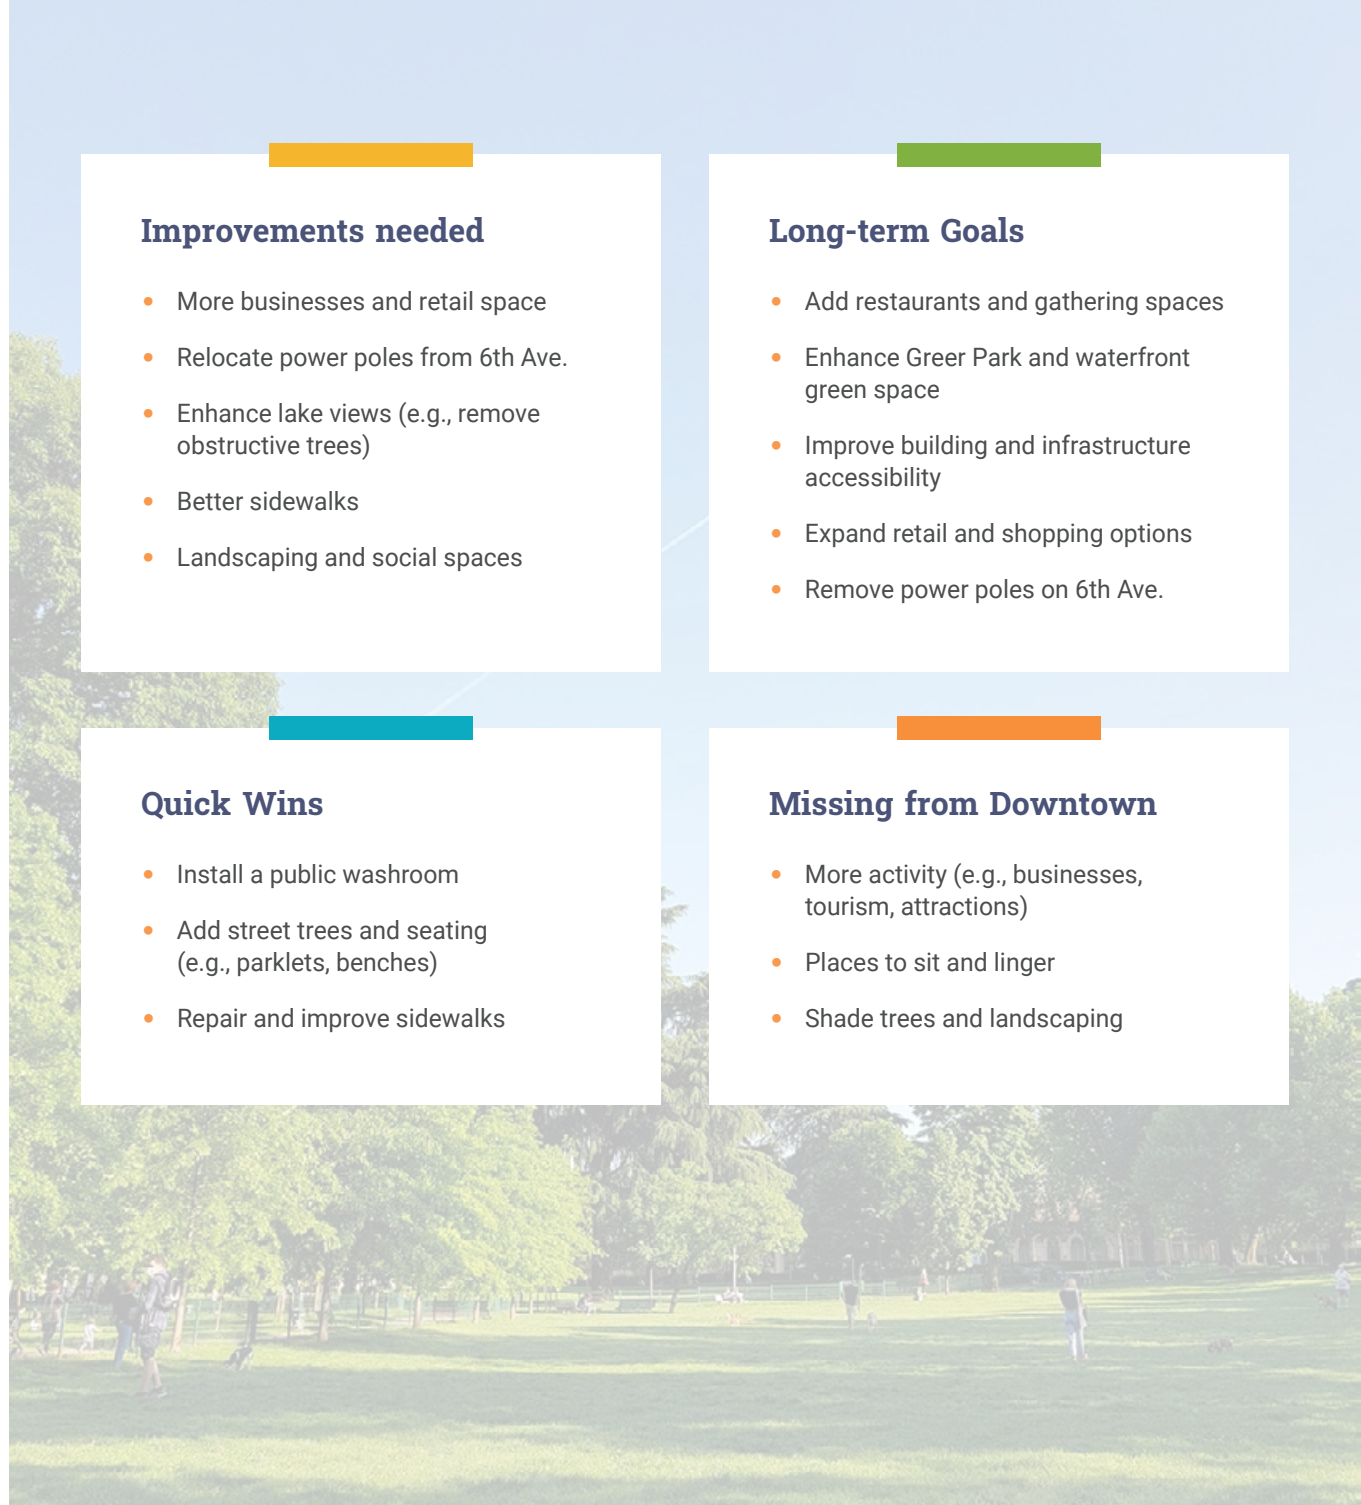 Improvements needed
• More businesses and retail space
• Relocate power poles from 6th Ave.
• Enhance lake views (e.g., remove
obstructive trees)
• Better sidewalks
• Landscaping and social spaces
Long-term Goals
• Add restaurants and gathering spaces
• Enhance Greer Park and waterfront
green space
• Improve building and infrastructure
accessibility
• Expand retail and shopping options
• Remove power poles on 6th Ave.
Quick Wins
• Install a public washroom
• Add street trees and seating
(e.g., parklets, benches)
• Repair and improve sidewalks
Missing from Downtown
• More activity (e.g., businesses,
tourism, attractions)
• Places to sit and linger
• Shade trees and landscaping